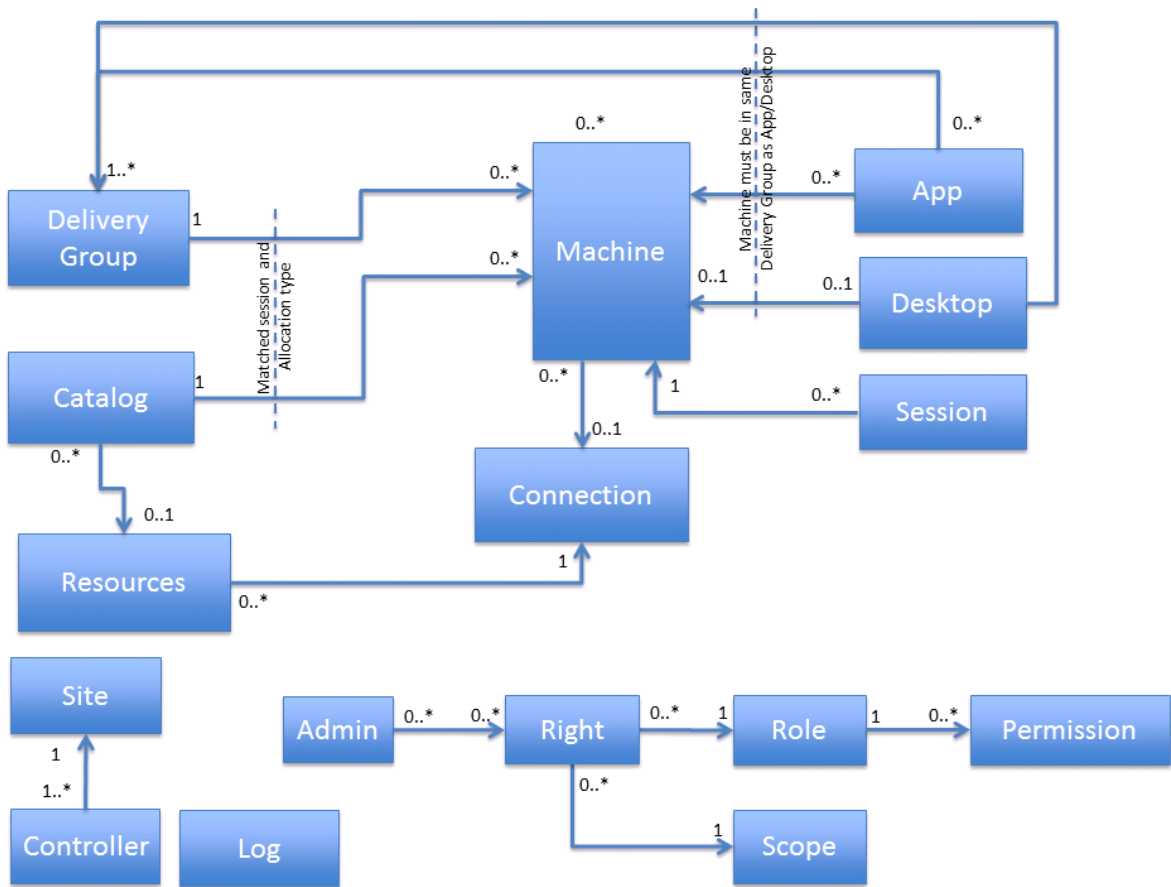 0..*
0..*
1..*
Delivery
Group
1
0..*
Machine
0..*
App
Machine must be in same
Delivery Group as App/Desktop
0..*
0..1
0..1
Desktop
Matched session and
Allocation type
Catalog
1
0..*
0..*
1
0..*
Session
0..1
Connection
0..1
Resources
0..*
1
Site
1
1..*
Controller
Log
Admin
0..*
0..*
Right
0..*
1
Role
1
0..*
Permission
0..*
1
Scope